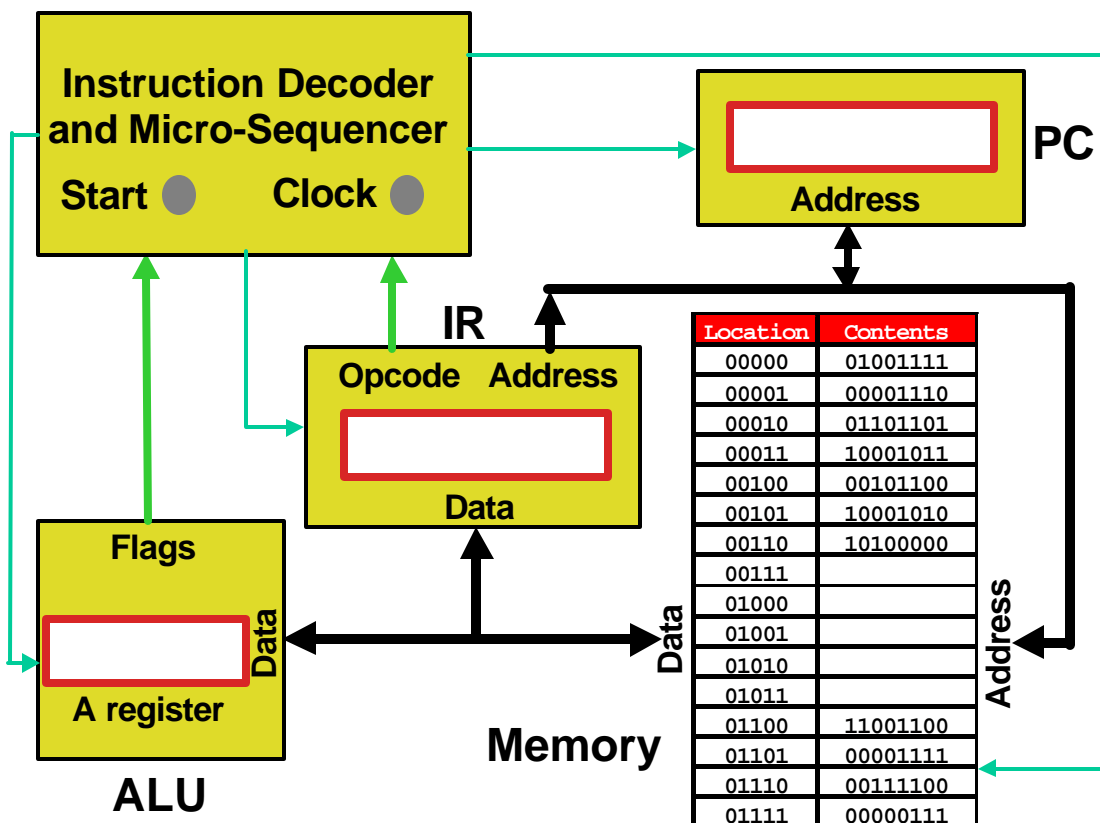 Instruction Decoder
and Micro-Sequencer
Start Clock
PC
Address
IR
Opcode Address
Data
Flags
Data
A register
ALU
Memory
Data
Address
Location Contents
00000 01001111
00001 00001110
00010 01101101
00011 10001011
00100 00101100
00101 10001010
00110 10100000
00111
01000
01001
01010
01011
01100 11001100
01101 00001111
01110 00111100
01111 00000111